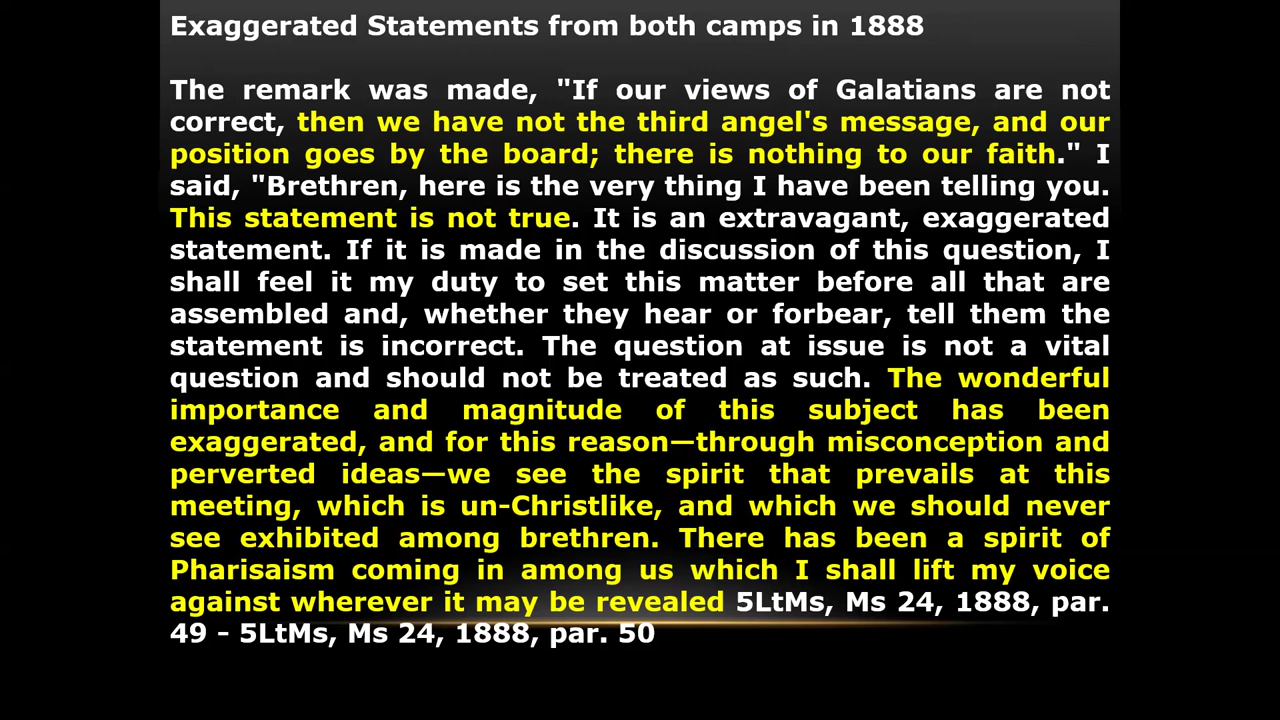 Exaggerated Statements from both camps in 1888
The remark was made, "If our views of Galatians are not
correct, then we have not the third angel's message, and our
position goes by the board; there is nothing to our faith." I
said, "Brethren, here is the very thing I have been telling you.
This statement is not true. It is an extravagant, exaggerated
statement. If it is made in the discussion of this question, I
shall feel it my duty to set this matter before all that are
assembled and, whether they hear or forbear, tell them the
statement is incorrect. The question at issue is not a vital
question and should not be treated as such. The wonderful
importance and magnitude of this subject has been
exaggerated, and for this reason—through misconception and
perverted ideas—we see the spirit that prevails at this
meeting, which is un-Christlike, and which we should never
see exhibited among brethren. There has been a spirit of
Pharisaism coming in among us which I shall lift my voice
against wherever it may be revealed 5LtMs, Ms 24, 1888, par.
49 - 5LtMs, Ms 24, 1888, par. 50